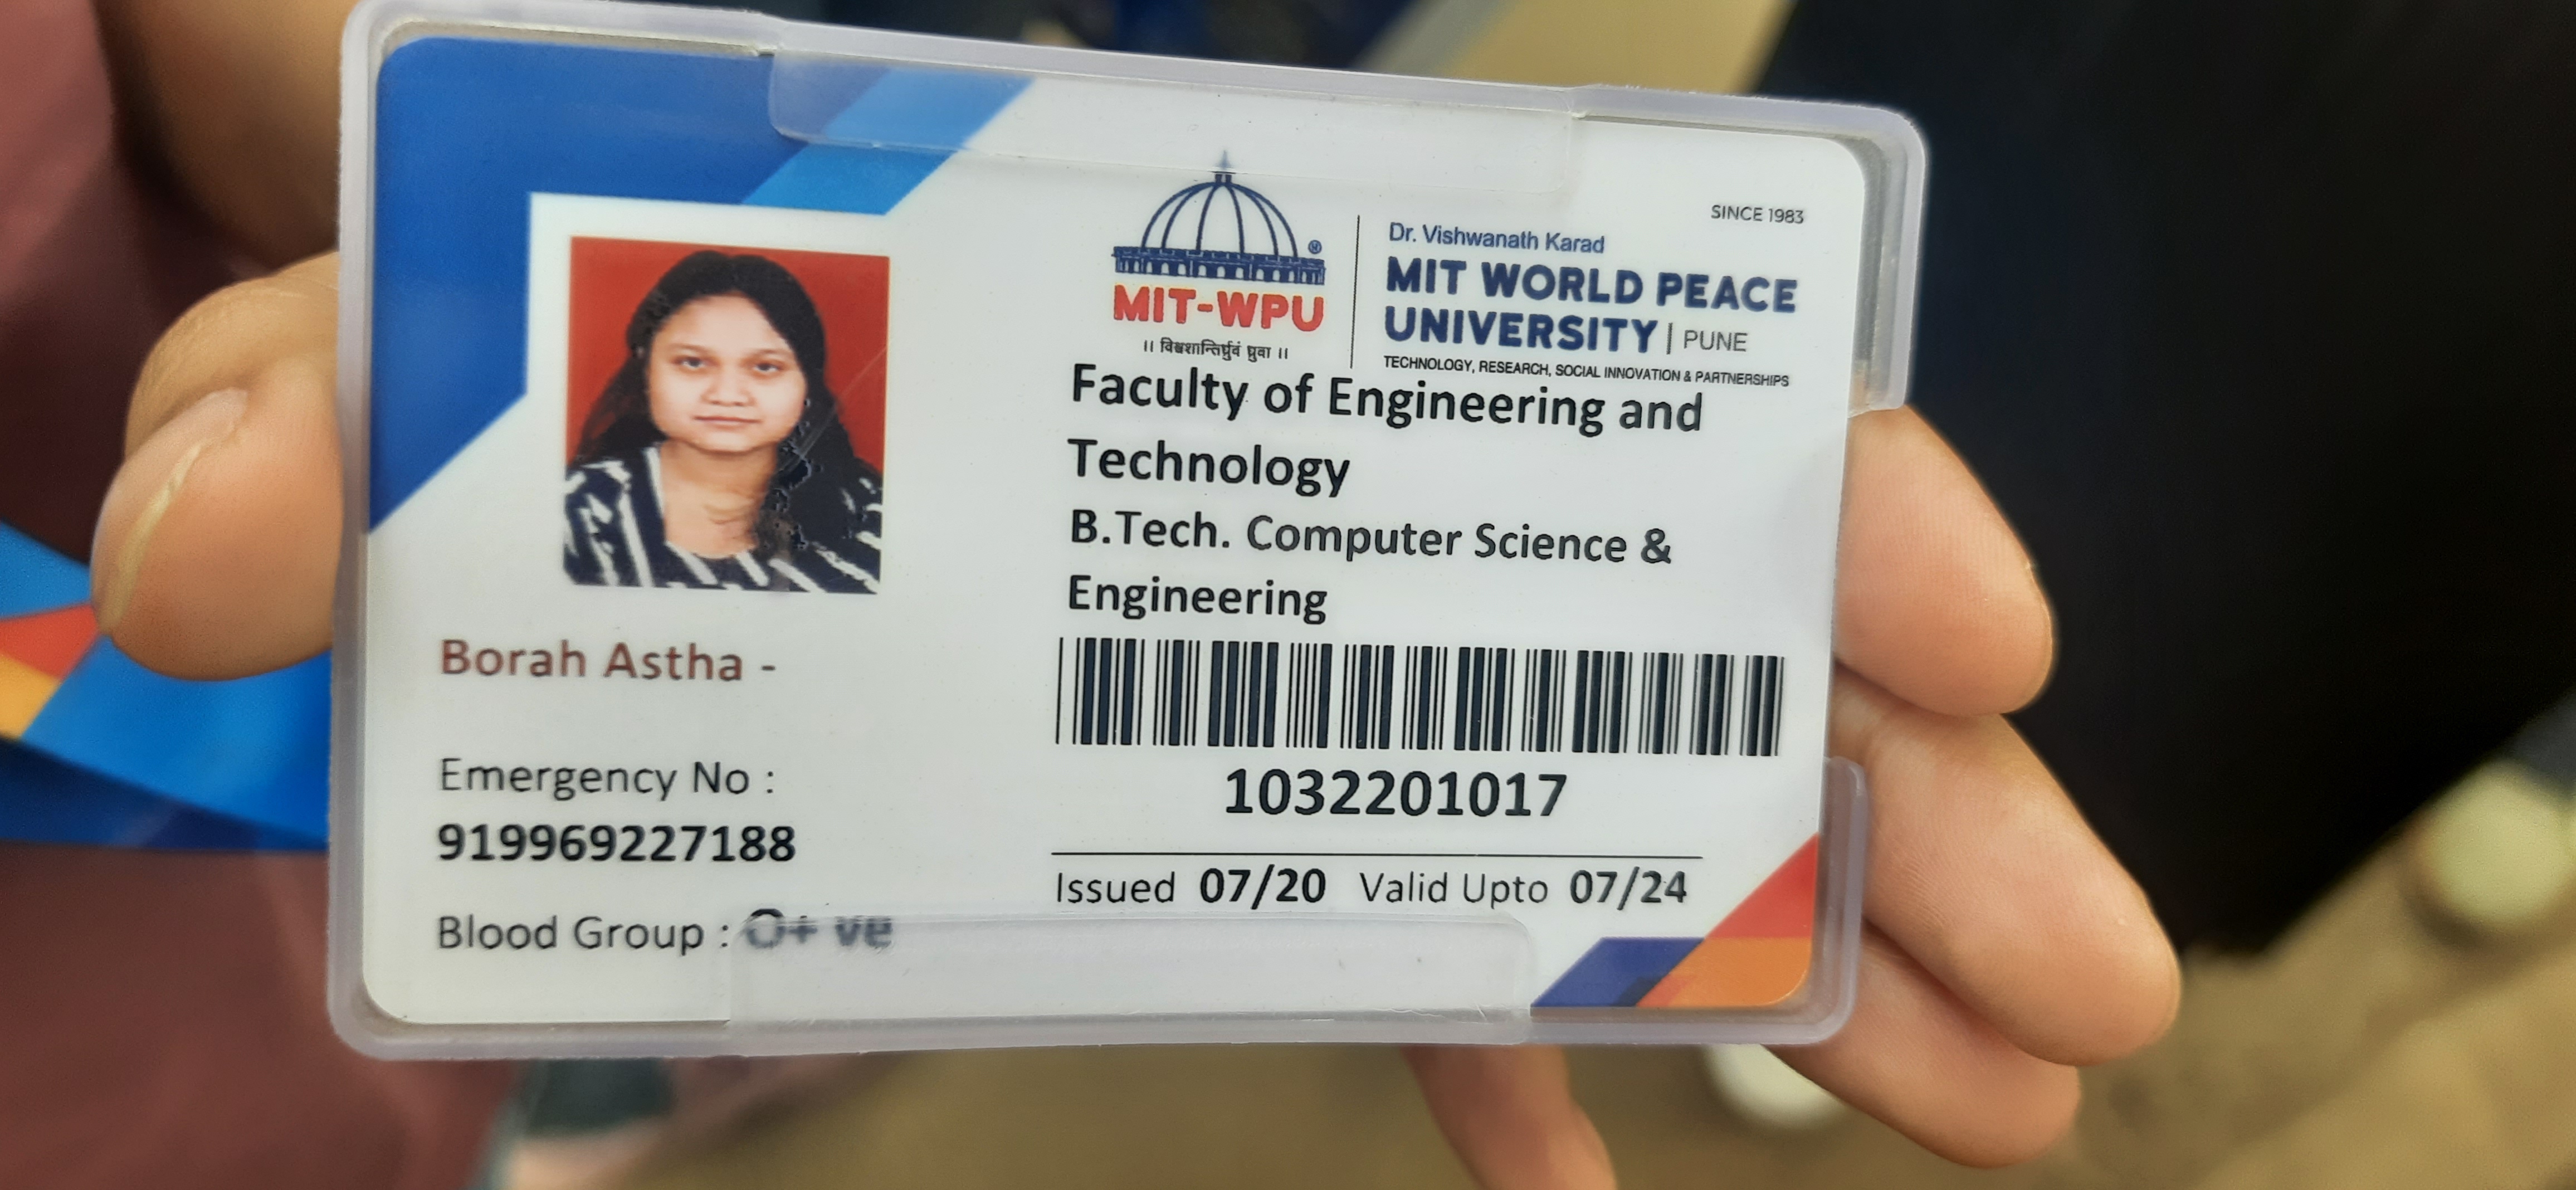 SINCE 1983
Dr. Vishwanath Karad
MIT WORLD PEACE
UNIVERSITY | PUNE
TECHNOLOGY, RESEARCH, SOCIAL INNOVATION & PARTNERSHIPS
MIT-WPU
®
॥ विश्वशान्तिर्ध्रुवं ध्रुवा ॥
Faculty of Engineering and
Technology
B.Tech. Computer Science &
Engineering
1032201017
Issued 07/20 Valid Upto 07/24
Borah Astha -
Emergency No :
919969227188
Blood Group : O+ ve